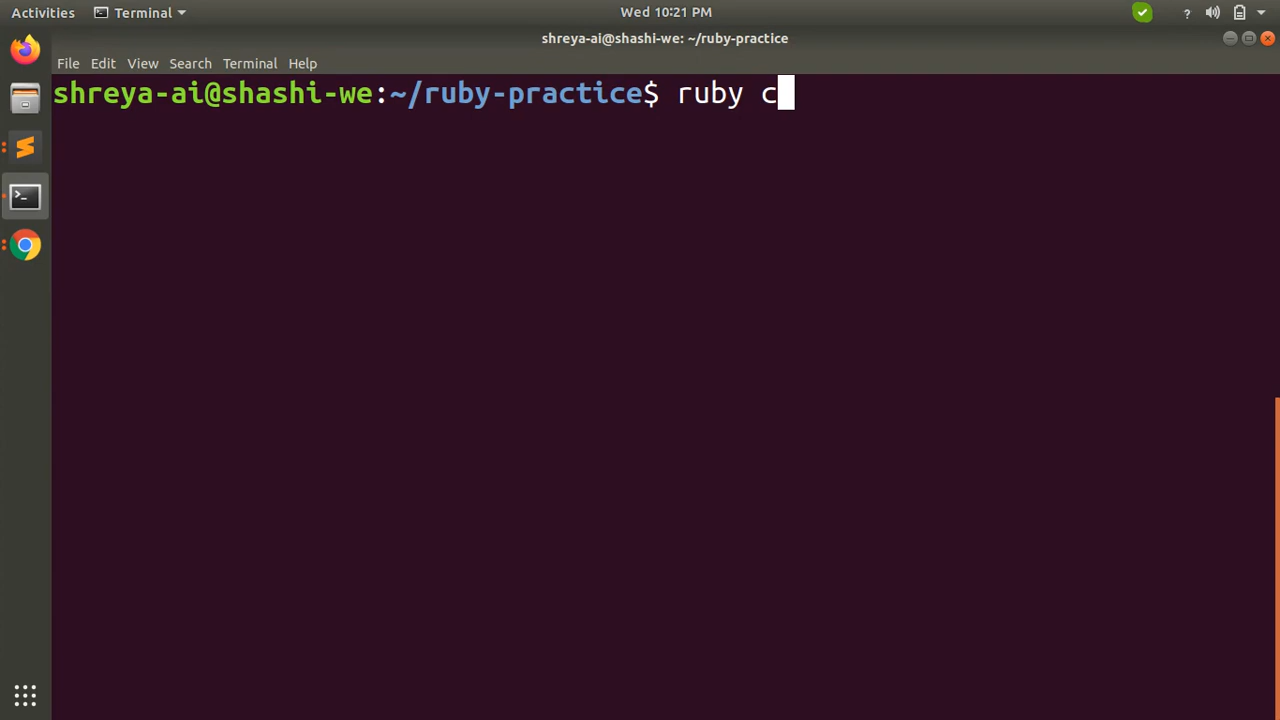 Activities Terminal Wed 10:21 PM ?
shreya-ai@shashi-we: ~/ruby-practice
File Edit View Search Terminal Help
shreya-ai@shashi-we:~/ruby-practice$ ruby c